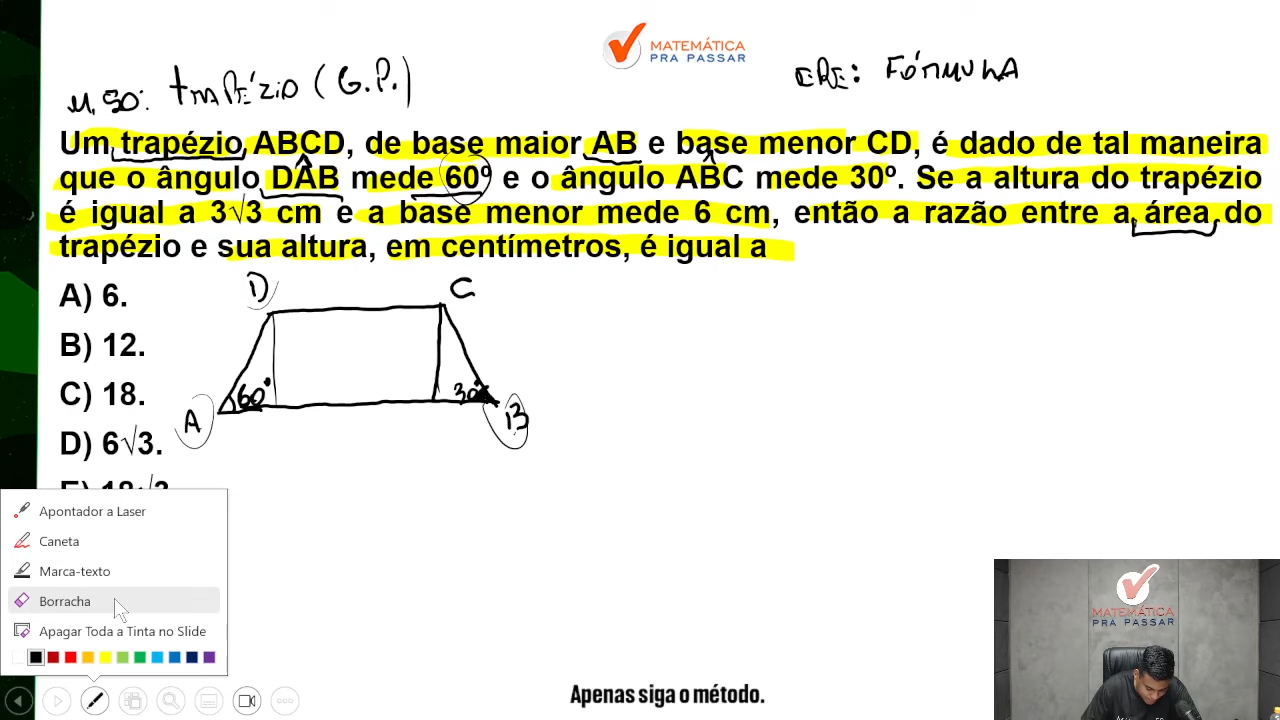 MATEMÁTICA
PRA PASSAR
M. 50: TRAPÉZIO (G.P.)
: FÓRMULA
Um trapézio ABCD, de base maior AB e base menor CD, é dado de tal maneira
que o ângulo DAB mede 60º e o ângulo ABC mede 30º. Se a altura do trapézio
é igual a 3√3 cm e a base menor mede 6 cm, então a razão entre a área do
trapézio e sua altura, em centímetros, é igual a
A) 6.
B) 12.
C) 18.
D) 6√3.
D
C
60°
30°
A
B
Apontador a Laser
Caneta
Marca-texto
Borracha
Apagar Toda a Tinta no Slide
MATEMÁTICA
PRA PASSAR
Apenas siga o método.